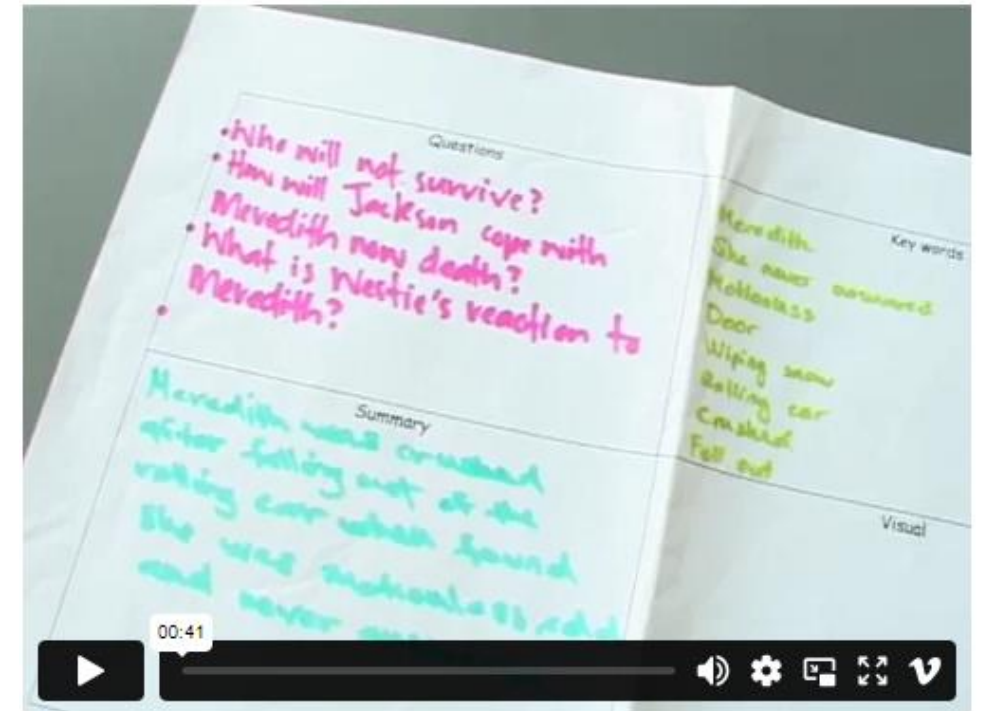 Questions
• Who will not survive?
• How will Jackson cope with
Meredith now death?
• What is Westie's reaction to
Meredith?
•
Key words
Meredith
She never answered
Motionless
Door
Wiping snow
Rolling car
Crushed
Fell out
Summary
Meredith was crushed
after falling out of the
rolling car when found
she was motionless and
and never
Visual
00:41